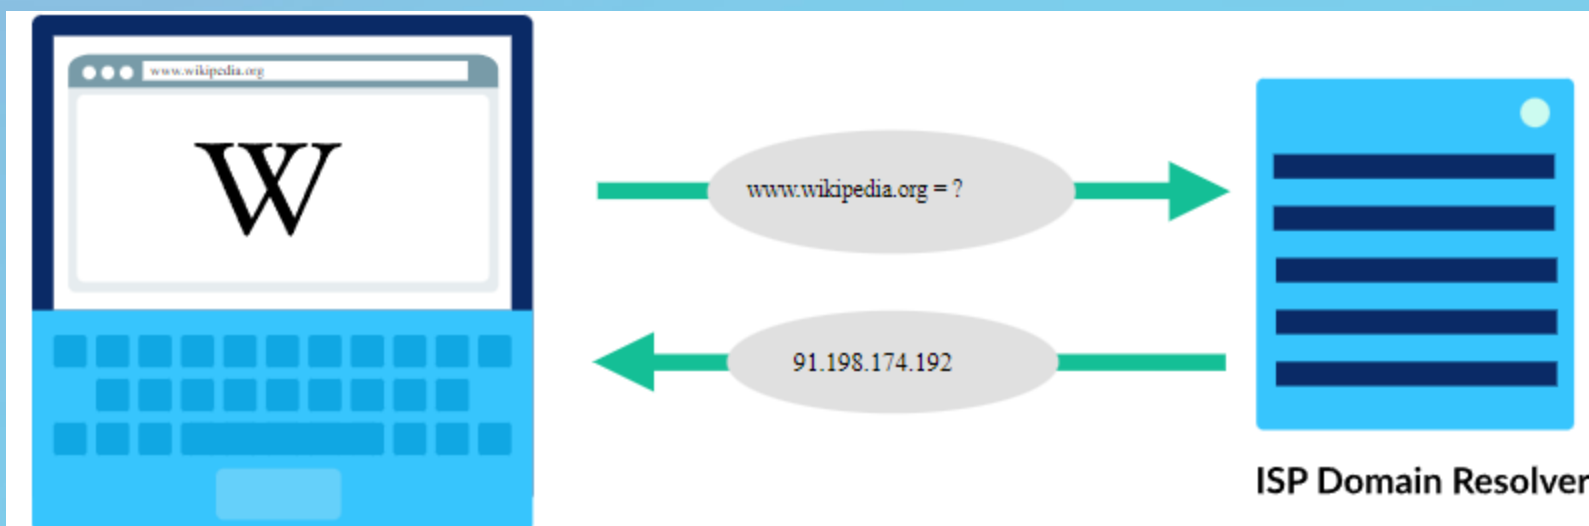 www.wikipedia.org
W
www.wikipedia.org = ?
91.198.174.192
ISP Domain Resolver